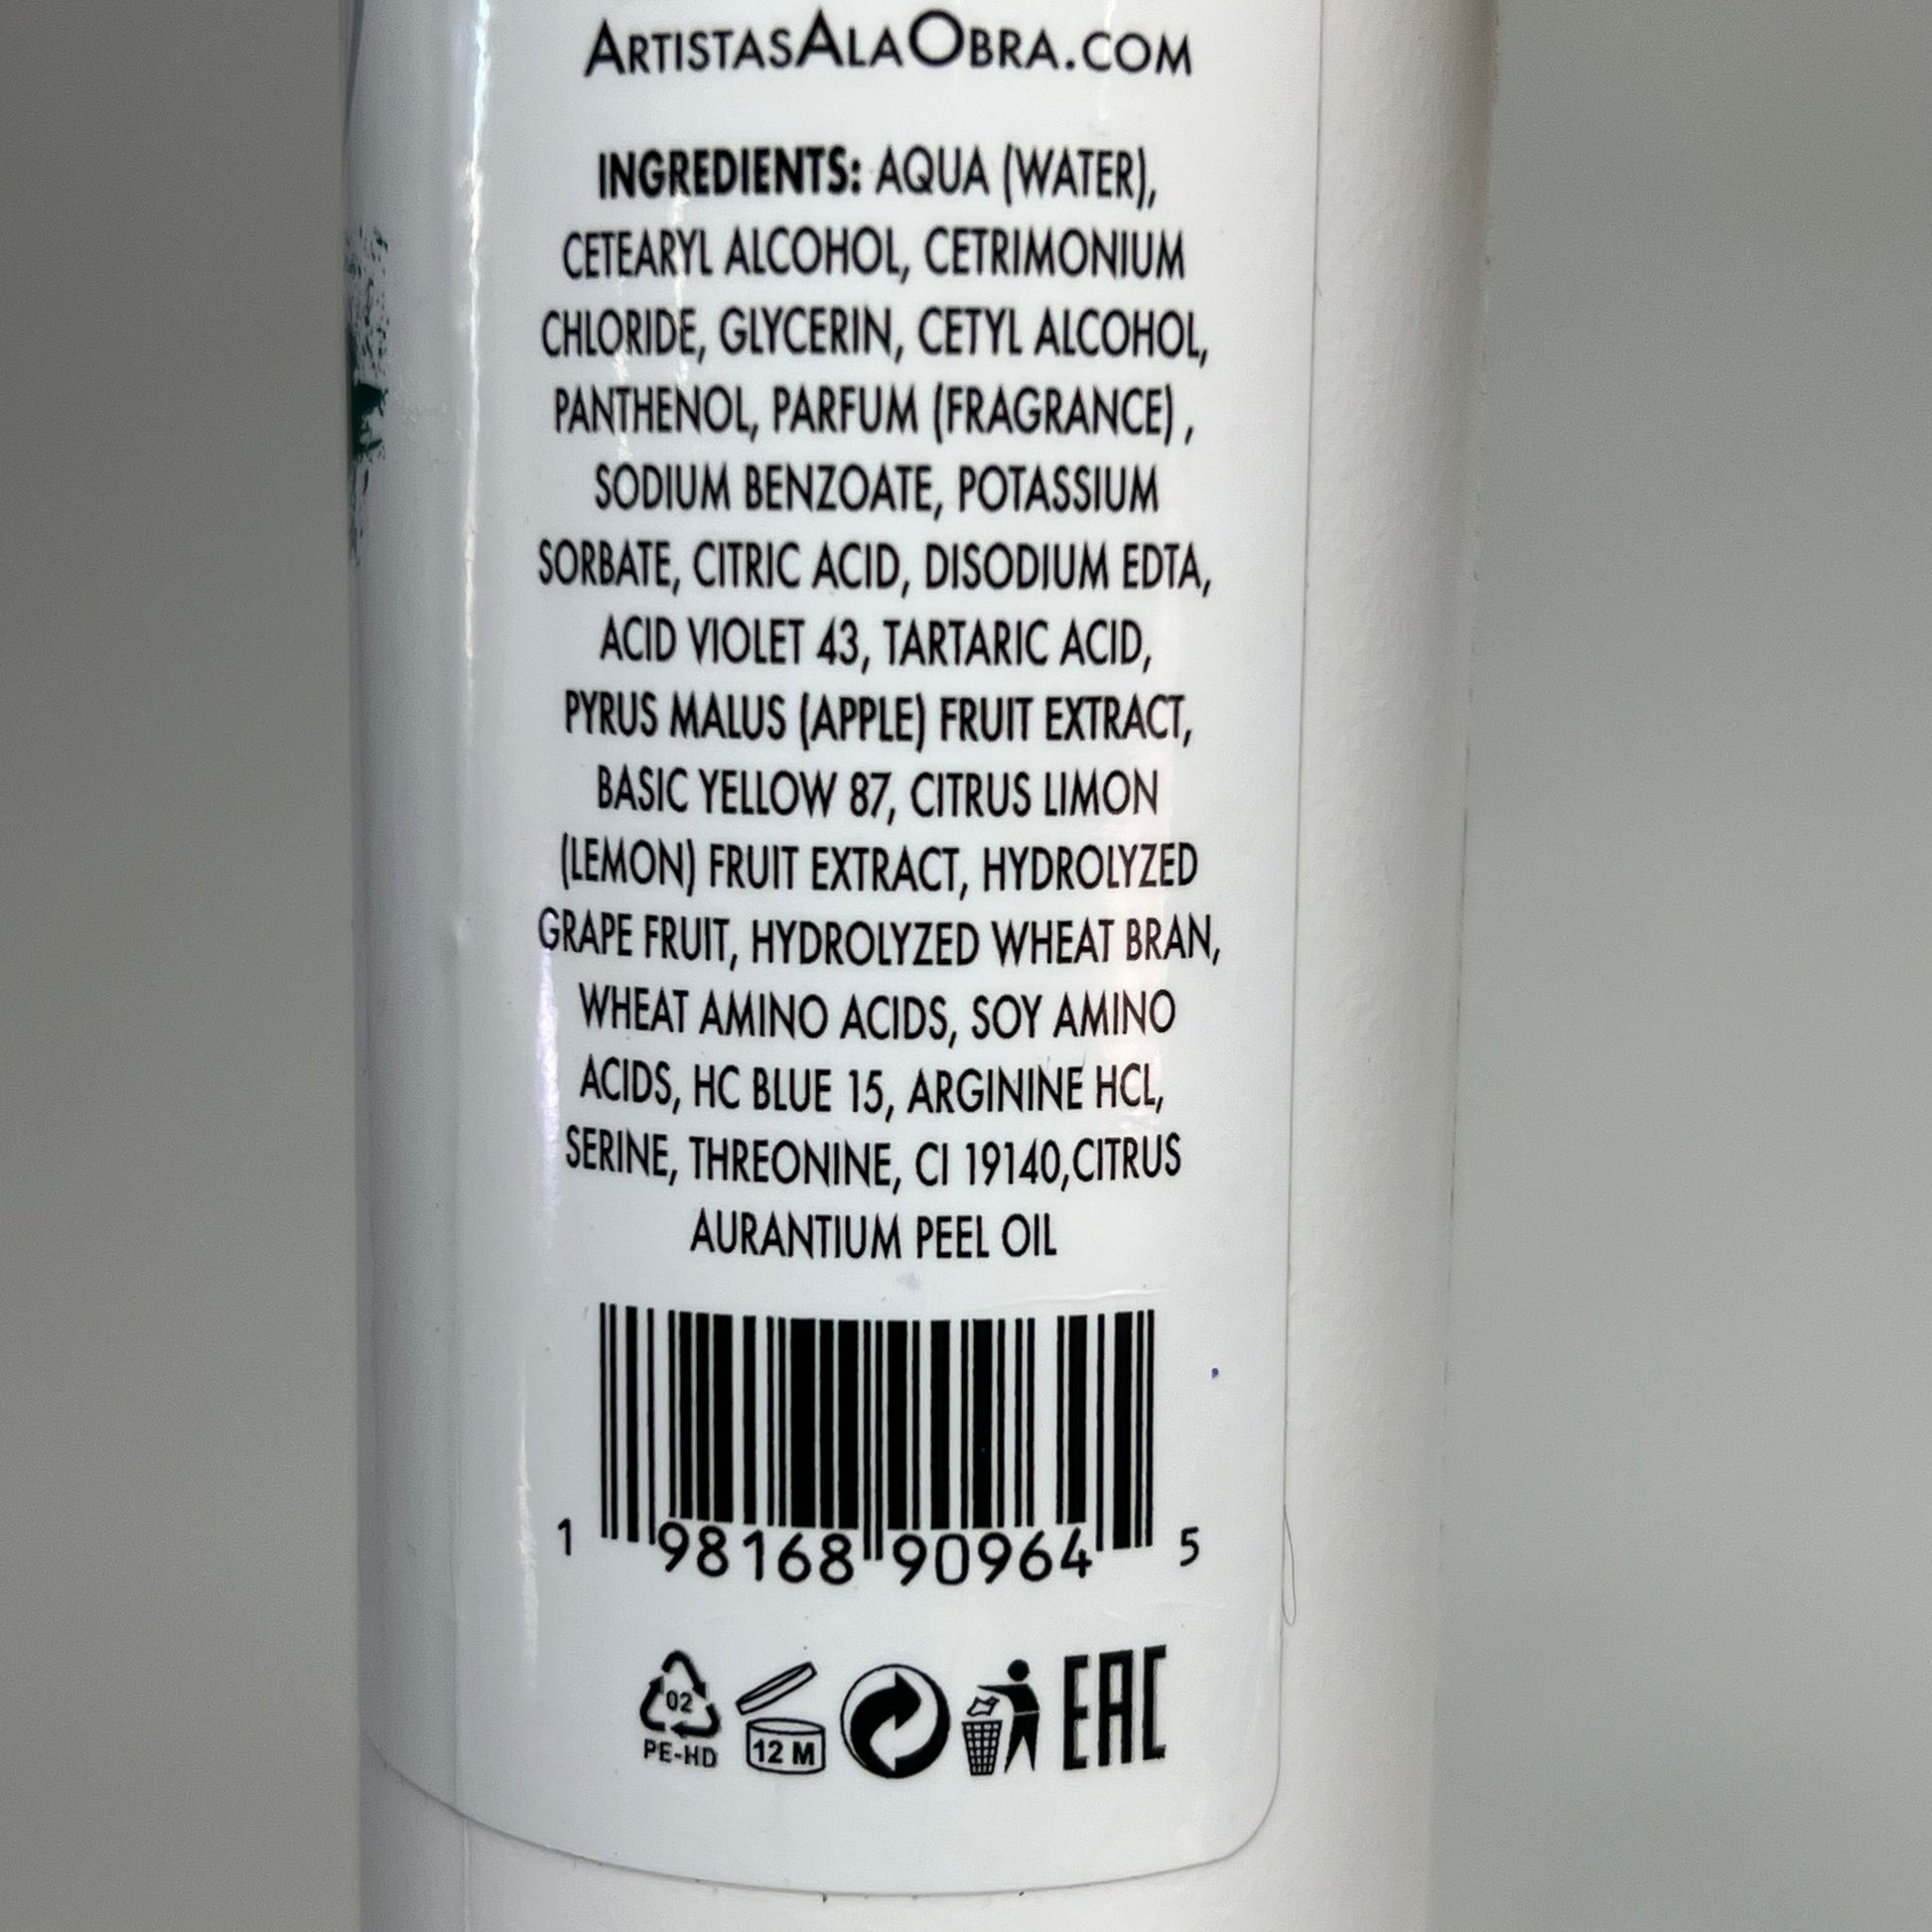 ARTISTASALAOBRA.COM
INGREDIENTS: AQUA (WATER),
CETEARYL ALCOHOL, CETRIMONIUM
CHLORIDE, GLYCERIN, CETYL ALCOHOL,
PANTHENOL, PARFUM (FRAGRANCE) ,
SODIUM BENZOATE, POTASSIUM
SORBATE, CITRIC ACID, DISODIUM EDTA,
ACID VIOLET 43, TARTARIC ACID,
PYRUS MALUS (APPLE) FRUIT EXTRACT,
BASIC YELLOW 87, CITRUS LIMON
(LEMON) FRUIT EXTRACT, HYDROLYZED
GRAPE FRUIT, HYDROLYZED WHEAT BRAN,
WHEAT AMINO ACIDS, SOY AMINO
ACIDS, HC BLUE 15, ARGININE HCL,
SERINE, THREONINE, CI 19140,CITRUS
AURANTIUM PEEL OIL
1 98168 90964 5
02
PE-HD
12 M
EAC